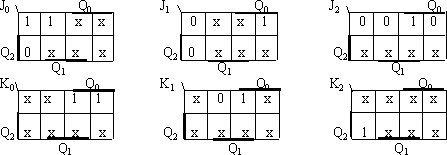 J0 Q0 J1 Q0 J2 Q0
1 1 x x 0 x x 1 0 0 1 0
Q2 0 x x x Q2 0 x x x Q2 x x x x
Q1 Q1 Q1
K0 Q0 K1 Q0 K2 Q0
x x 1 1 x 0 1 x x x x x
Q2 x x x x Q2 x x x x Q2 1 x x x
Q1 Q1 Q1